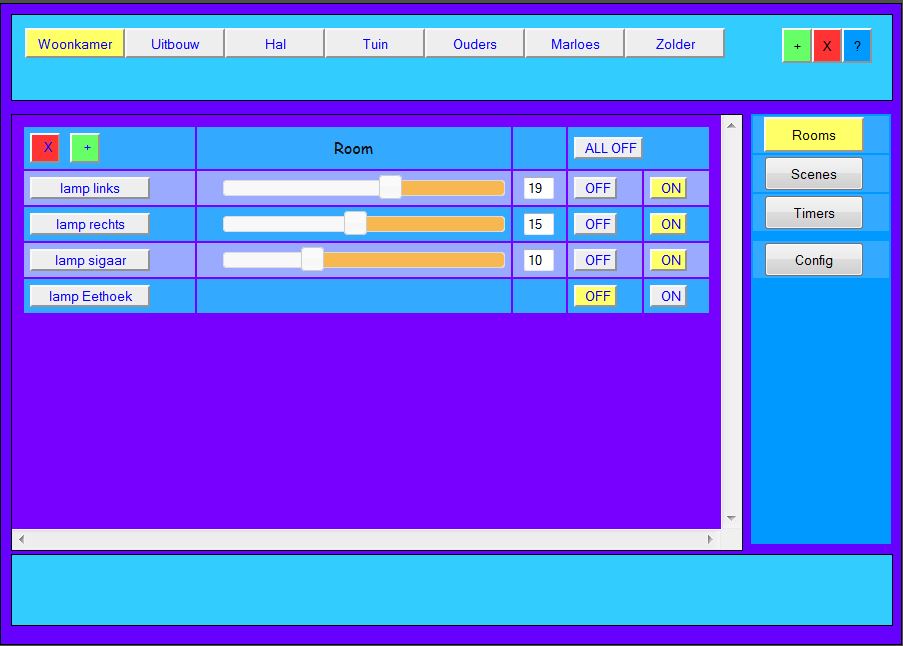 Woonkamer Uitbouw Hal Tuin Ouders Marloes Zolder + X ?
X + Room ALL OFF
lamp links 19 OFF ON
lamp rechts 15 OFF ON
lamp sigaar 10 OFF ON
lamp Eethoek OFF ON
Rooms
Scenes
Timers
Config